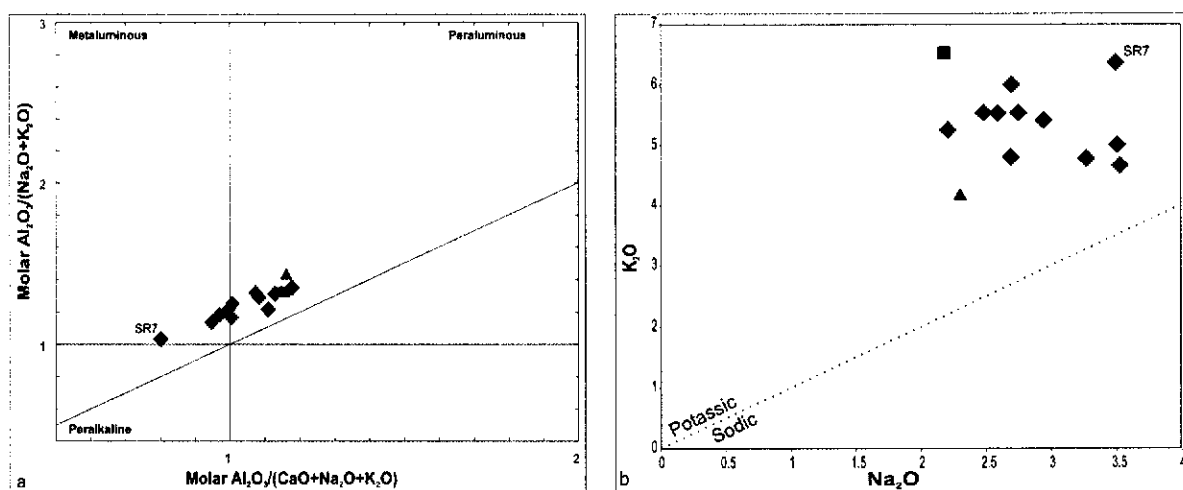 3
Metaluminous
Peraluminous
Molar Al₂O₃/(Na₂O+K₂O)
2
SR7
1
Peralkaline
1
2
a
Molar Al₂O₃/(CaO+Na₂O+K₂O)
7
6
5
4
3
2
1
0
K₂O
SR7
Potassic
Sodic
0
0.5
1
1.5
2
2.5
3
3.5
4
b
Na₂O